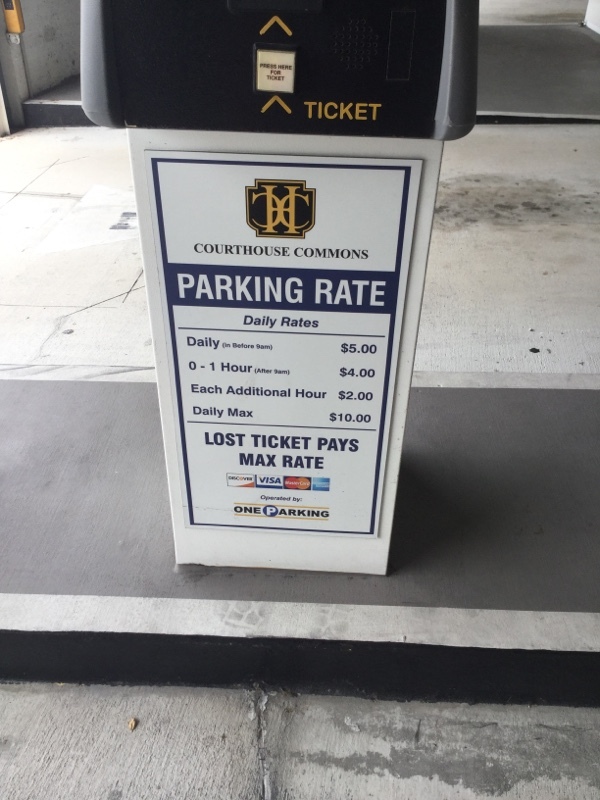 PRESS HERE
FOR
TICKET
TICKET
COURTHOUSE COMMONS
PARKING RATE
Daily Rates
Daily (in Before 9am) $5.00
0 - 1 Hour (After 9am) $4.00
Each Additional Hour $2.00
Daily Max $10.00
LOST TICKET PAYS
MAX RATE
DISCOVER VISA MasterCard
Operated by:
ONE PARKING